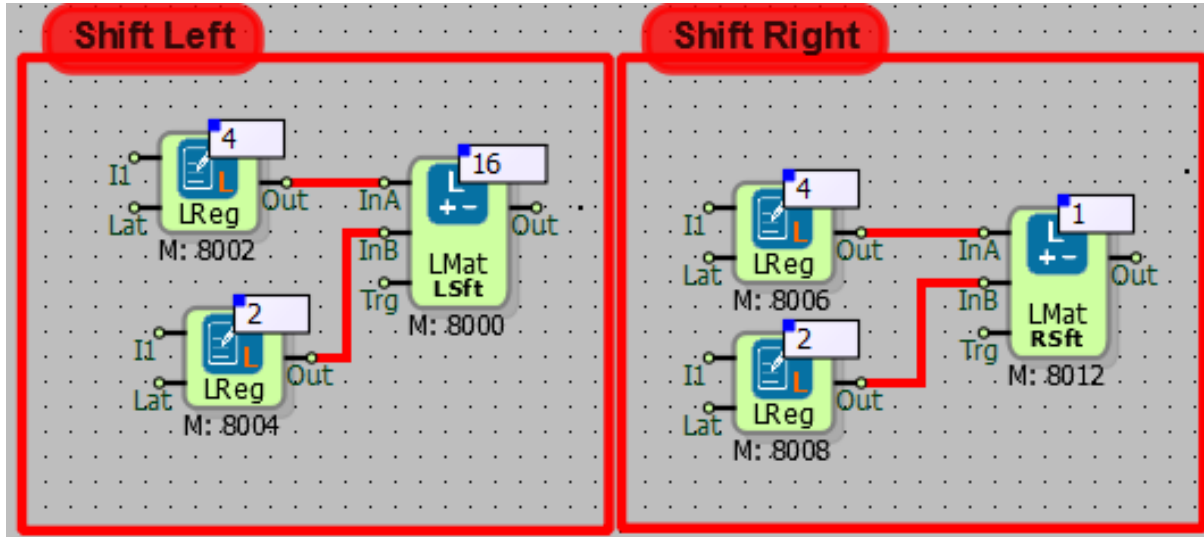 Shift Left
4
I1
L
Out
Lat
LReg
M: .8002
16
InA
L
+-
Out
InB
LMat
Trg
LSft
M: .8000
2
I1
L
Out
Lat
LReg
M: .8004
Shift Right
4
I1
L
Out
Lat
LReg
M: .8006
1
InA
L
+-
Out
InB
LMat
Trg
RSft
M: .8012
2
I1
L
Out
Lat
LReg
M: .8008